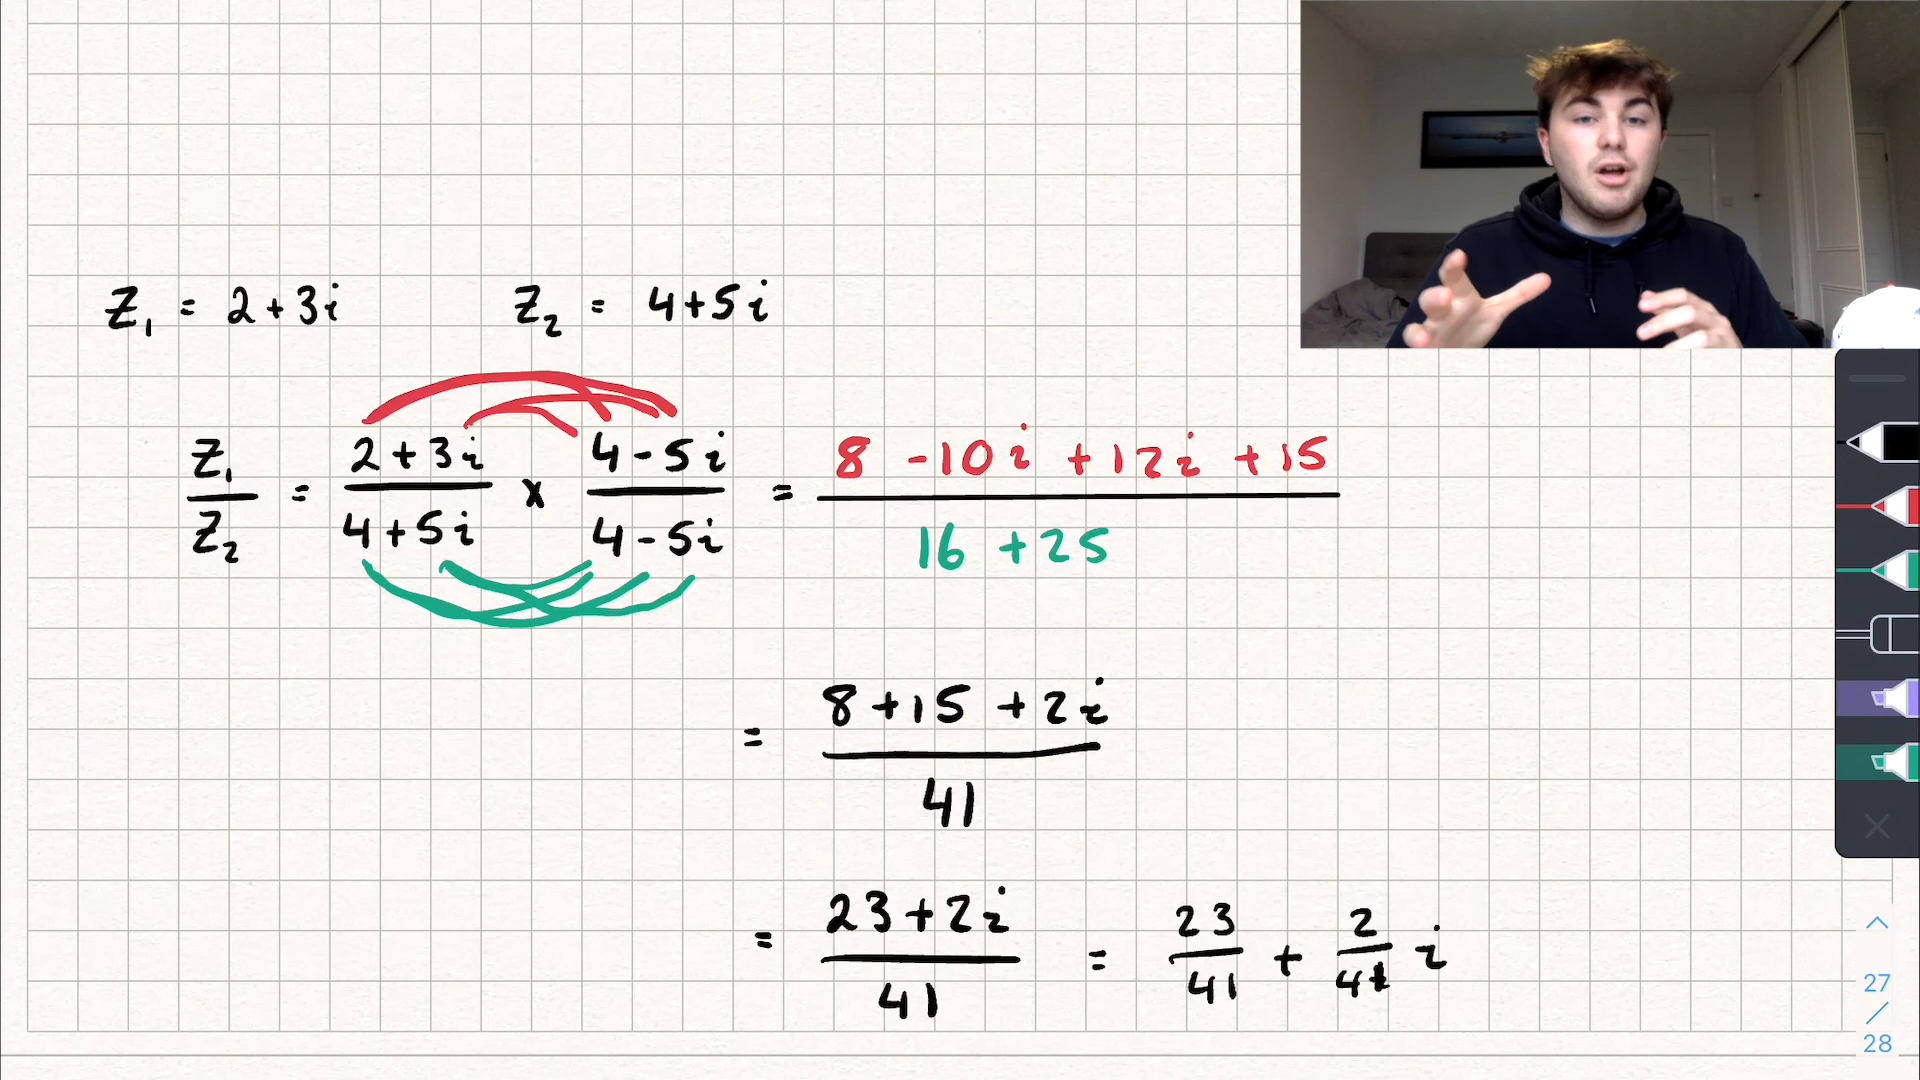 Z₁ = 2+3i    Z₂ = 4+5i
Z₁/Z₂ = (2+3i)/(4+5i) x (4-5i)/(4-5i) = (8 -10i +12i +15)/(16 +25)
= (8+15 +2i)/41
= (23+2i)/41 = 23/41 + 2/41 i
27
/
28